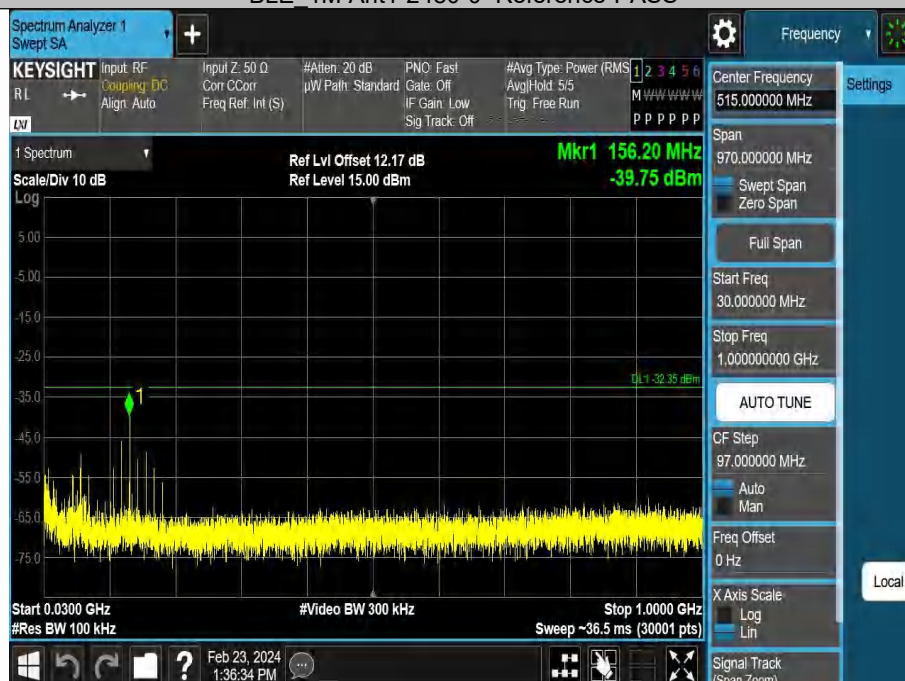 Spectrum Analyzer 1
Swept SA
Frequency
KEYSIGHT
RL
LXI
Input: RF
Coupling: DC
Align: Auto
Input Z: 50 Ω
Corr CCorr
Freq Ref: Int (S)
#Atten: 20 dB
µW Path: Standard
PNO: Fast
Gate: Off
IF Gain: Low
Sig Track: Off
#Avg Type: Power (RMS
Avg|Hold: 5/5
Trig: Free Run
1 2 3 4 5 6
M W W W W W
P P P P P P
Center Frequency
515.000000 MHz
Settings
1 Spectrum
Scale/Div 10 dB
Ref Lvl Offset 12.17 dB
Ref Level 15.00 dBm
Mkr1 156.20 MHz
-39.75 dBm
Log
5.00
-5.00
-15.0
-25.0
-35.0
-45.0
-55.0
-65.0
-75.0
1
DL1 -32.35 dBm
Start 0.0300 GHz
#Res BW 100 kHz
#Video BW 300 kHz
Stop 1.0000 GHz
Sweep ~36.5 ms (30001 pts)
Span
970.000000 MHz
Swept Span
Zero Span
Full Span
Start Freq
30.000000 MHz
Stop Freq
1.000000000 GHz
AUTO TUNE
CF Step
97.000000 MHz
Auto
Man
Freq Offset
0 Hz
X Axis Scale
Log
Lin
Local
Signal Track
(Span Zoom)
Feb 23, 2024
1:36:34 PM